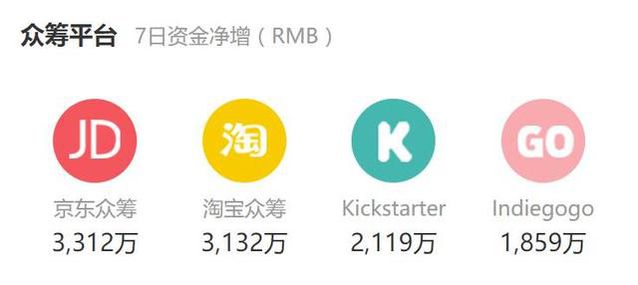 众筹平台 7日资金净增（RMB）
JD 淘 K GO
京东众筹 淘宝众筹 Kickstarter Indiegogo
3,312万 3,132万 2,119万 1,859万